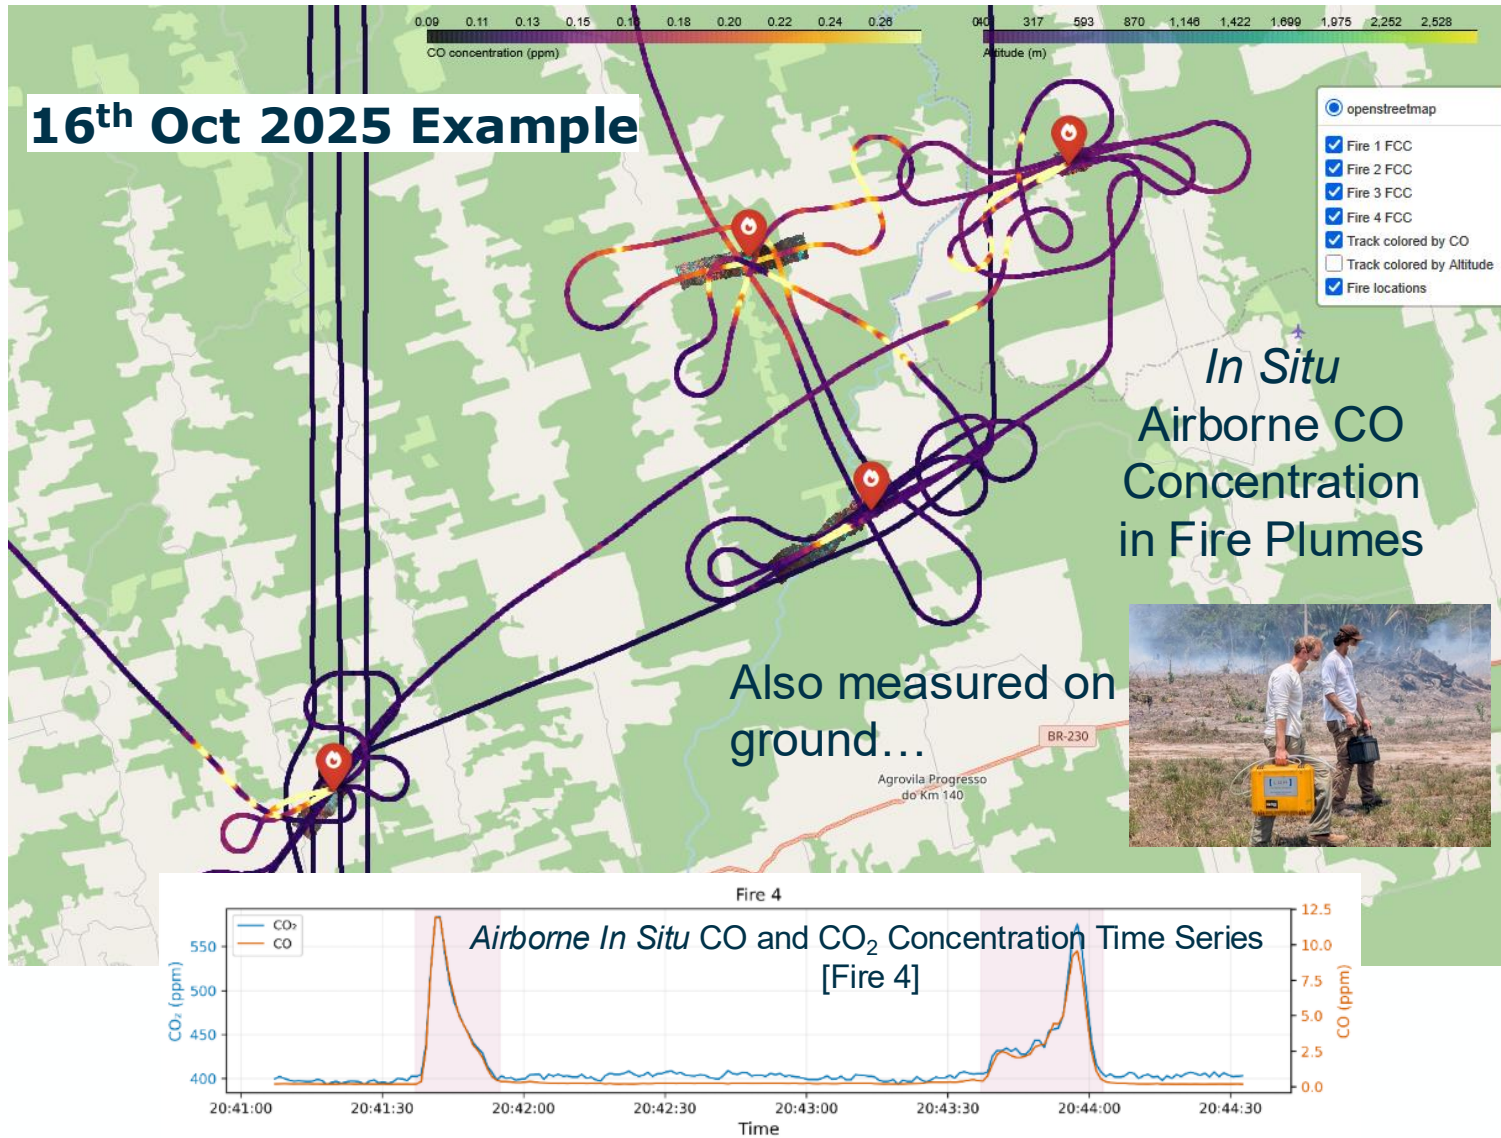 0.09 0.11 0.13 0.15 0.16 0.18 0.20 0.22 0.24 0.26
CO concentration (ppm)
317 593 870 1,146 1,422 1,699 1,975 2,252 2,528
Altitude (m)
16th Oct 2025 Example
openstreetmap
Fire 1 FCC
Fire 2 FCC
Fire 3 FCC
Fire 4 FCC
Track colored by CO
Track colored by Altitude
Fire locations
In Situ
Airborne CO
Concentration
in Fire Plumes
Also measured on
ground...
BR-230
Agrovila Progresso
do Km 140
Fire 4
CO₂
CO
Airborne In Situ CO and CO₂ Concentration Time Series
[Fire 4]
CO₂ (ppm)
550
500
450
400
12.5
10.0
7.5
5.0
2.5
0.0
CO (ppm)
20:41:00 20:41:30 20:42:00 20:42:30 20:43:00 20:43:30 20:44:00 20:44:30
Time